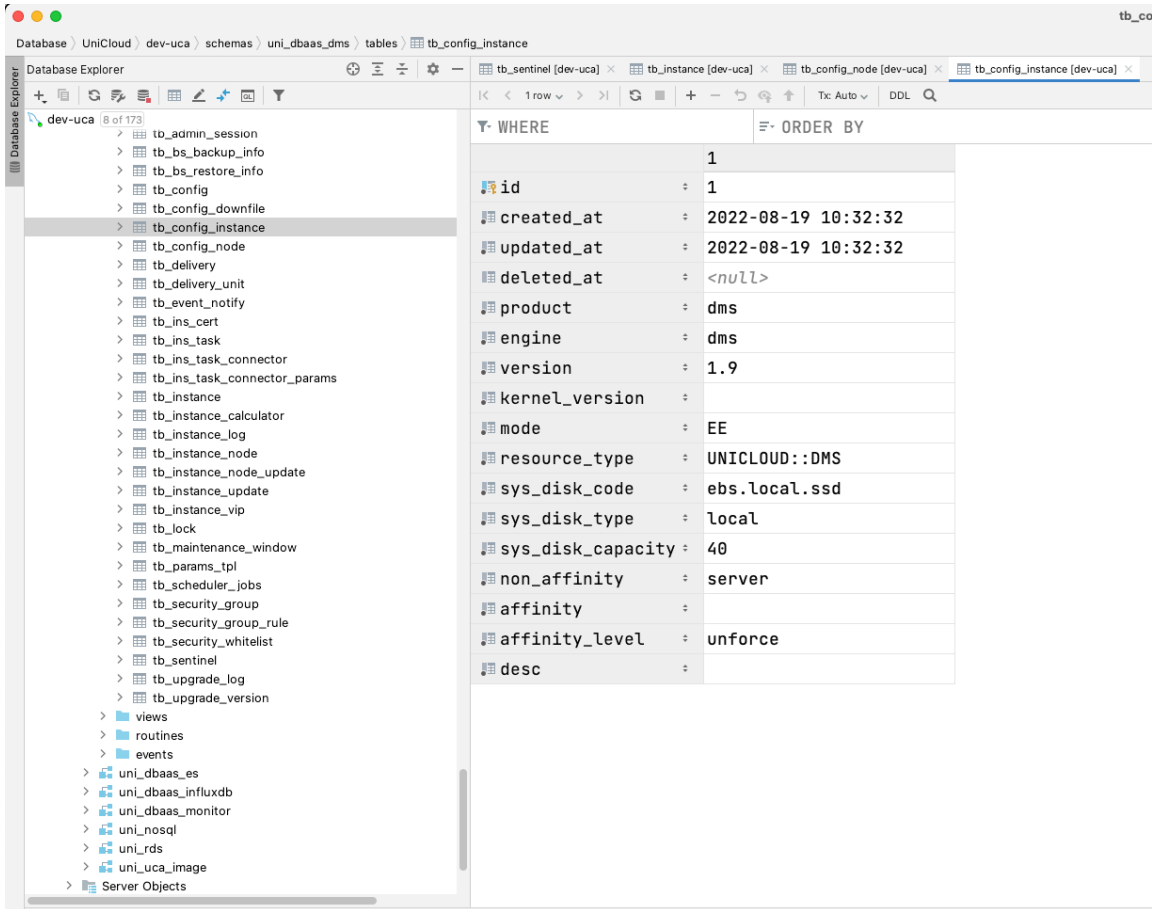 tb_co
Database 〉 UniCloud 〉 dev-uca 〉 schemas 〉 uni_dbaas_dms 〉 tables 〉 tb_config_instance
Database Explorer
Database Explorer
tb_sentinel [dev-uca]
tb_instance [dev-uca]
tb_config_node [dev-uca]
tb_config_instance [dev-uca]
QL
1 row
Tx: Auto
DDL
dev-uca 8 of 173
tb_admin_session
tb_bs_backup_info
tb_bs_restore_info
tb_config
tb_config_downfile
tb_config_instance
tb_config_node
tb_delivery
tb_delivery_unit
tb_event_notify
tb_ins_cert
tb_ins_task
tb_ins_task_connector
tb_ins_task_connector_params
tb_instance
tb_instance_calculator
tb_instance_log
tb_instance_node
tb_instance_node_update
tb_instance_update
tb_instance_vip
tb_lock
tb_maintenance_window
tb_params_tpl
tb_scheduler_jobs
tb_security_group
tb_security_group_rule
tb_security_whitelist
tb_sentinel
tb_upgrade_log
tb_upgrade_version
views
routines
events
uni_dbaas_es
uni_dbaas_influxdb
uni_dbaas_monitor
uni_nosql
uni_rds
uni_uca_image
Server Objects
WHERE
ORDER BY
1
id 1
created_at 2022-08-19 10:32:32
updated_at 2022-08-19 10:32:32
deleted_at <null>
product dms
engine dms
version 1.9
kernel_version
mode EE
resource_type UNICLOUD::DMS
sys_disk_code ebs.local.ssd
sys_disk_type local
sys_disk_capacity 40
non_affinity server
affinity
affinity_level unforce
desc